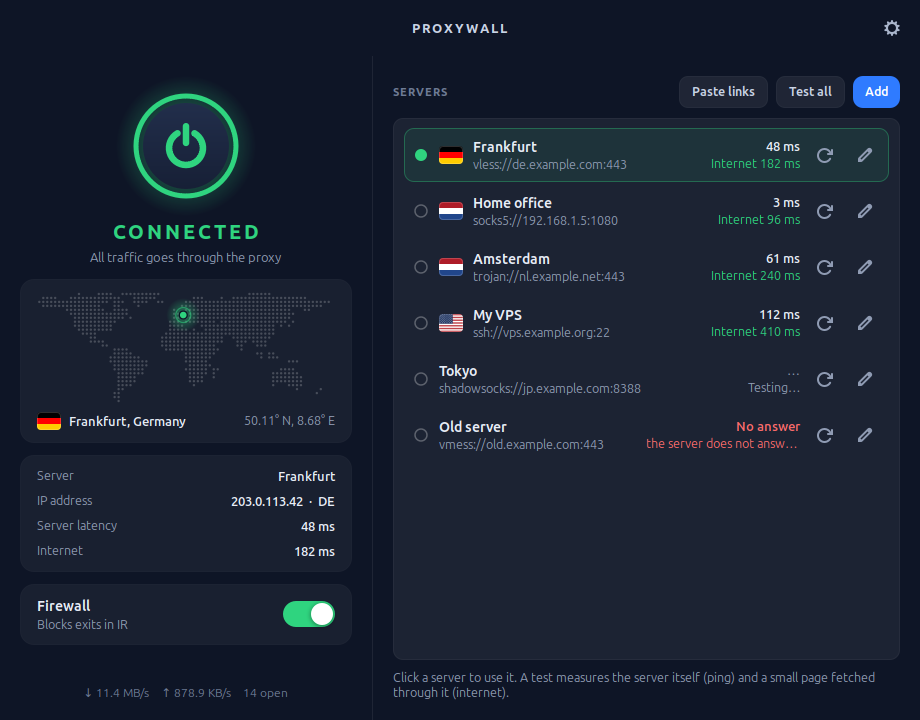 PROXYWALL
CONNECTED
All traffic goes through the proxy
Frankfurt, Germany 50.11° N, 8.68° E
Server Frankfurt
IP address 203.0.113.42 · DE
Server latency 48 ms
Internet 182 ms
Firewall
Blocks exits in IR
↓ 11.4 MB/s ↑ 878.9 KB/s 14 open
SERVERS Paste links Test all Add
Frankfurt 48 ms
vless://de.example.com:443 Internet 182 ms
Home office 3 ms
socks5://192.168.1.5:1080 Internet 96 ms
Amsterdam 61 ms
trojan://nl.example.net:443 Internet 240 ms
My VPS 112 ms
ssh://vps.example.org:22 Internet 410 ms
Tokyo ...
shadowsocks://jp.example.com:8388 Testing...
Old server No answer
vmess://old.example.com:443 the server does not answ...
Click a server to use it. A test measures the server itself (ping) and a small page fetched
through it (internet).